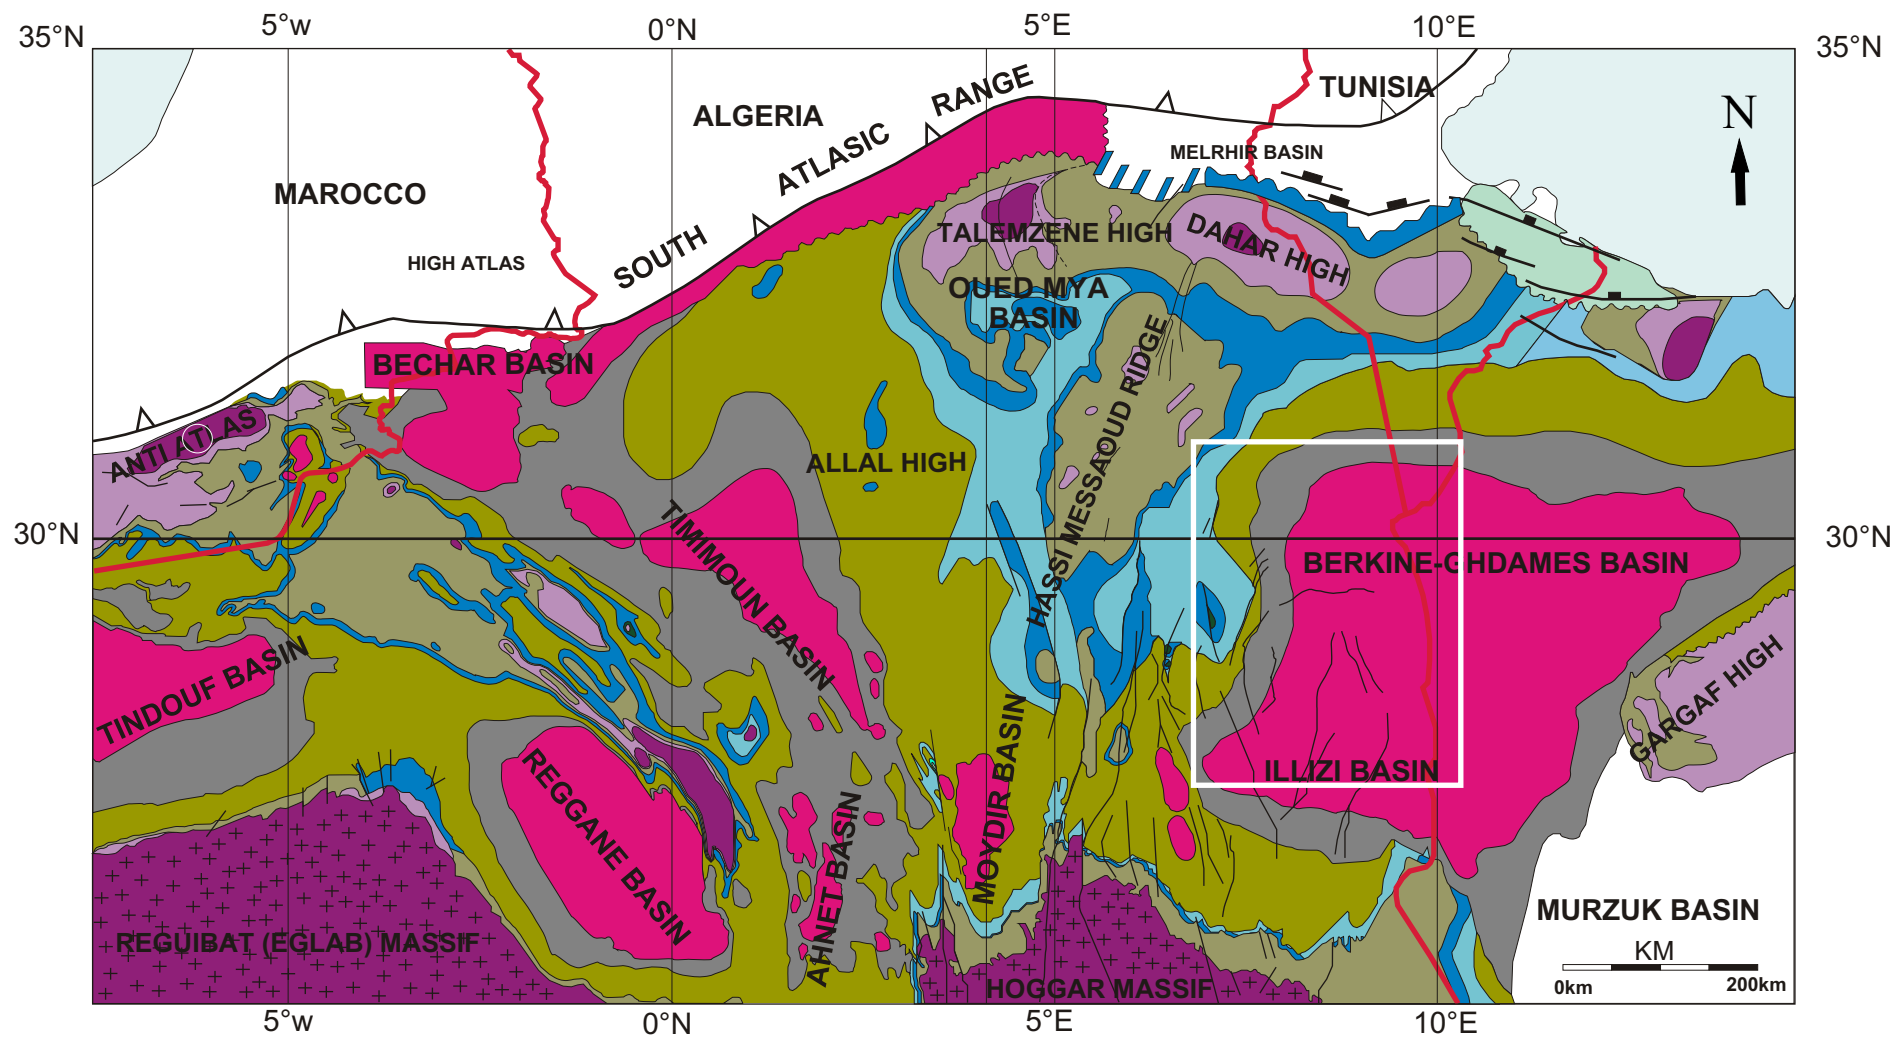 5°w
0°N
5°E
10°E
35°N
35°N
TUNISIA
ALGERIA
SOUTH ATLASIC RANGE
N
MELRHIR BASIN
MAROCCO
HIGH ATLAS
TALEMZENE HIGH
DAHAR HIGH
OUED MYA
BASIN
BECHAR BASIN
ANTI ATLAS
ALLAL HIGH
HASSI MESSAOUD RIDGE
30°N
30°N
TIMIMOUN BASIN
BERKINE-GHDAMES BASIN
TINDOUF BASIN
GARGAF HIGH
REGGANE BASIN
MOYDIR BASIN
ILLIZI BASIN
AHNET BASIN
MURZUK BASIN
REGUIBAT (EGLAB) MASSIF
HOGGAR MASSIF
KM
0km
200km
5°w
0°N
5°E
10°E